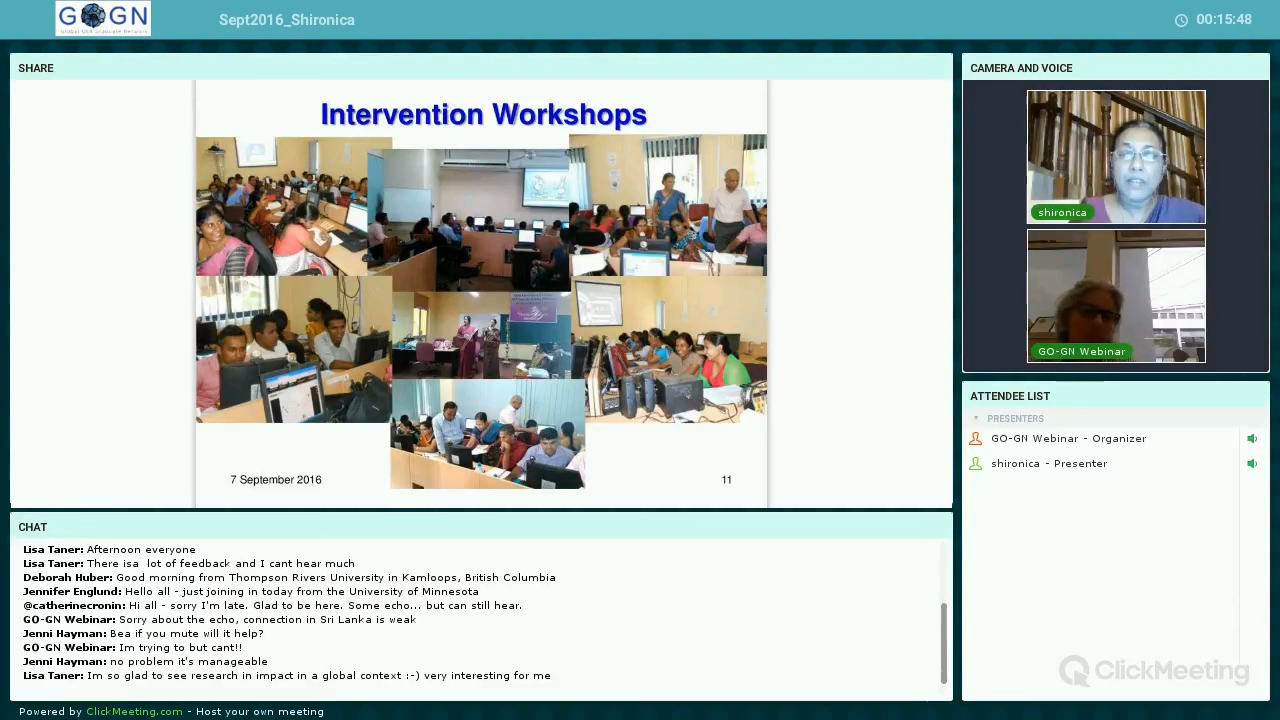 GO GN
Global OER Graduate Network
Sept2016_Shironica
00:15:48
SHARE
Intervention Workshops
7 September 2016
11
CAMERA AND VOICE
shironica
GO-GN Webinar
ATTENDEE LIST
PRESENTERS
GO-GN Webinar - Organizer
shironica - Presenter
CHAT
Lisa Taner: Afternoon everyone
Lisa Taner: There isa lot of feedback and I cant hear much
Deborah Huber: Good morning from Thompson Rivers University in Kamloops, British Columbia
Jennifer Englund: Hello all - just joining in today from the University of Minnesota
@catherinecronin: Hi all - sorry I'm late. Glad to be here. Some echo... but can still hear.
GO-GN Webinar: Sorry about the echo, connection in Sri Lanka is weak
Jenni Hayman: Bea if you mute will it help?
GO-GN Webinar: Im trying to but cant!!
Jenni Hayman: no problem it's manageable
Lisa Taner: Im so glad to see research in impact in a global context :-) very interesting for me
ClickMeeting
Powered by ClickMeeting.com - Host your own meeting